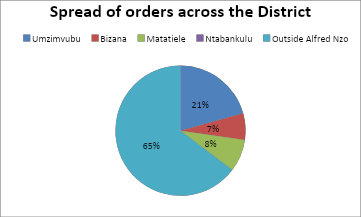 Spread of orders across the District
Umzimvubu Bizana Matatiele Ntabankulu Outside Alfred Nzo
21%
7%
8%
65%